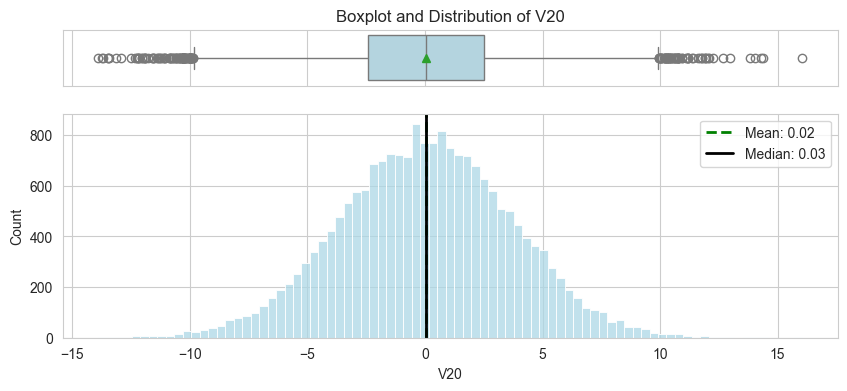 Boxplot and Distribution of V20
Mean: 0.02
Median: 0.03
Count
800
600
400
200
0
−15
−10
−5
0
5
10
15
V20